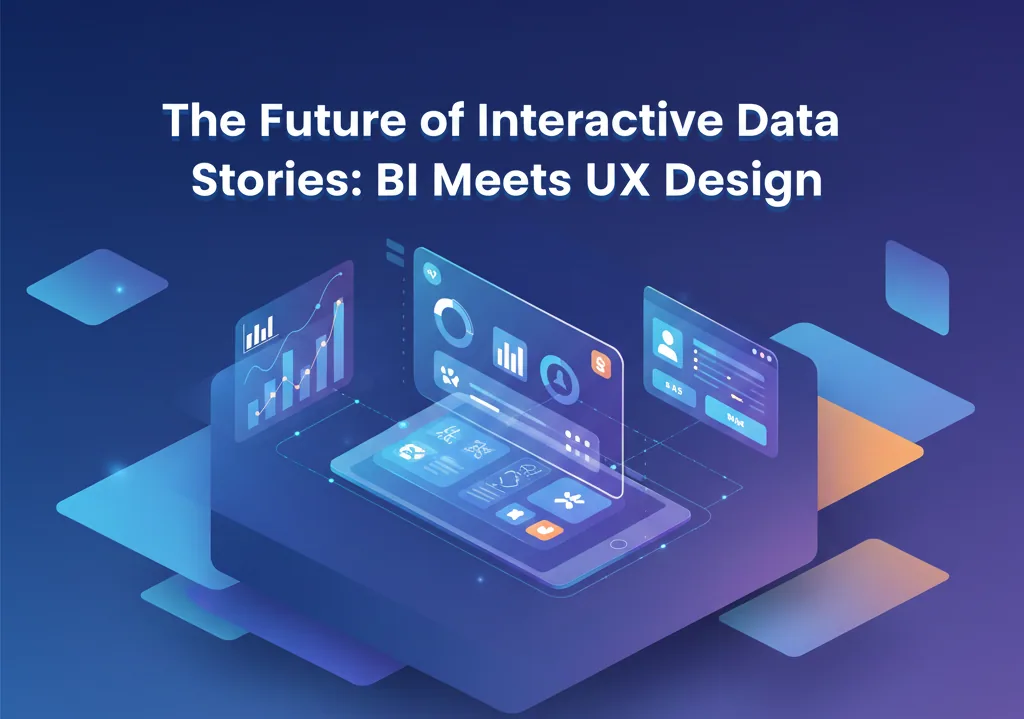 The Future of Interactive Data
Stories: BI Meets UX Design